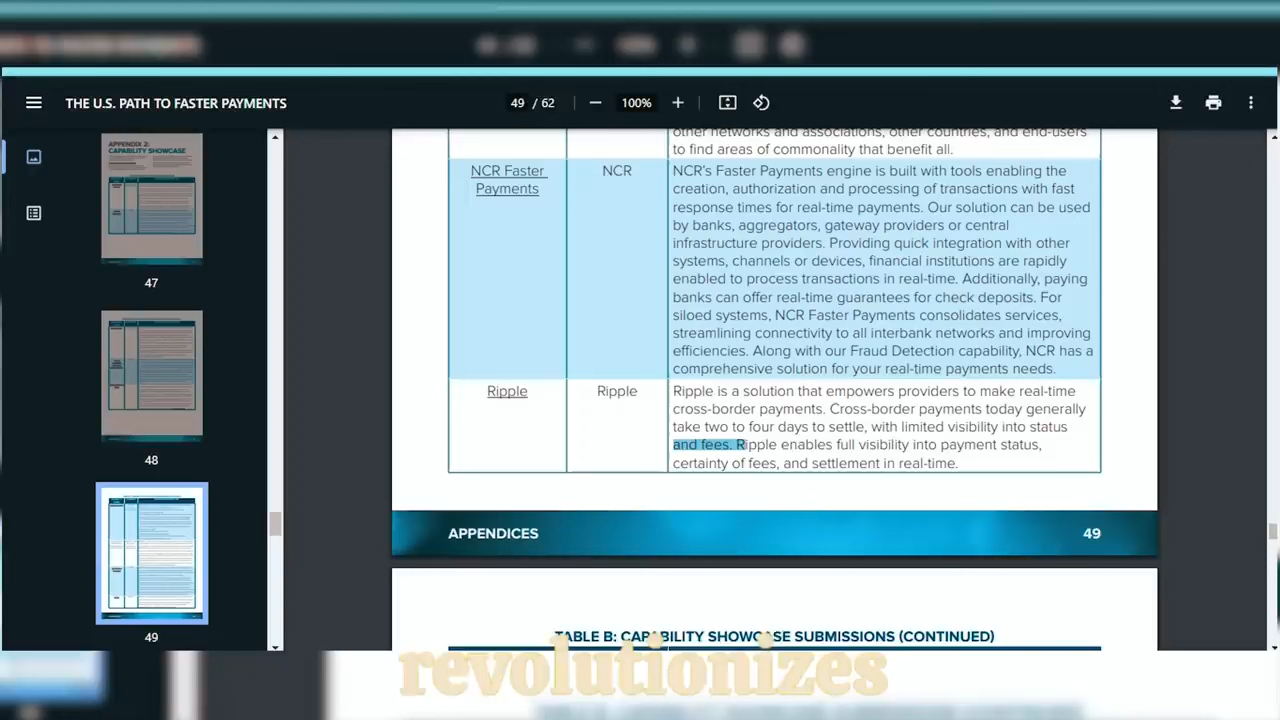 THE U.S. PATH TO FASTER PAYMENTS
49 / 62
100%
APPENDIX 2:
CAPABILITY SHOWCASE
47
48
49
other networks and associations, other countries, and end-users
to find areas of commonality that benefit all.
NCR Faster
Payments
NCR
NCR's Faster Payments engine is built with tools enabling the
creation, authorization and processing of transactions with fast
response times for real-time payments. Our solution can be used
by banks, aggregators, gateway providers or central
infrastructure providers. Providing quick integration with other
systems, channels or devices, financial institutions are rapidly
enabled to process transactions in real-time. Additionally, paying
banks can offer real-time guarantees for check deposits. For
siloed systems, NCR Faster Payments consolidates services,
streamlining connectivity to all interbank networks and improving
efficiencies. Along with our Fraud Detection capability, NCR has a
comprehensive solution for your real-time payments needs.
Ripple
Ripple
Ripple is a solution that empowers providers to make real-time
cross-border payments. Cross-border payments today generally
take two to four days to settle, with limited visibility into status
and fees. Ripple enables full visibility into payment status,
certainty of fees, and settlement in real-time.
APPENDICES
49
TABLE B: CAPABILITY SHOWCASE SUBMISSIONS (CONTINUED)
revolutionizes